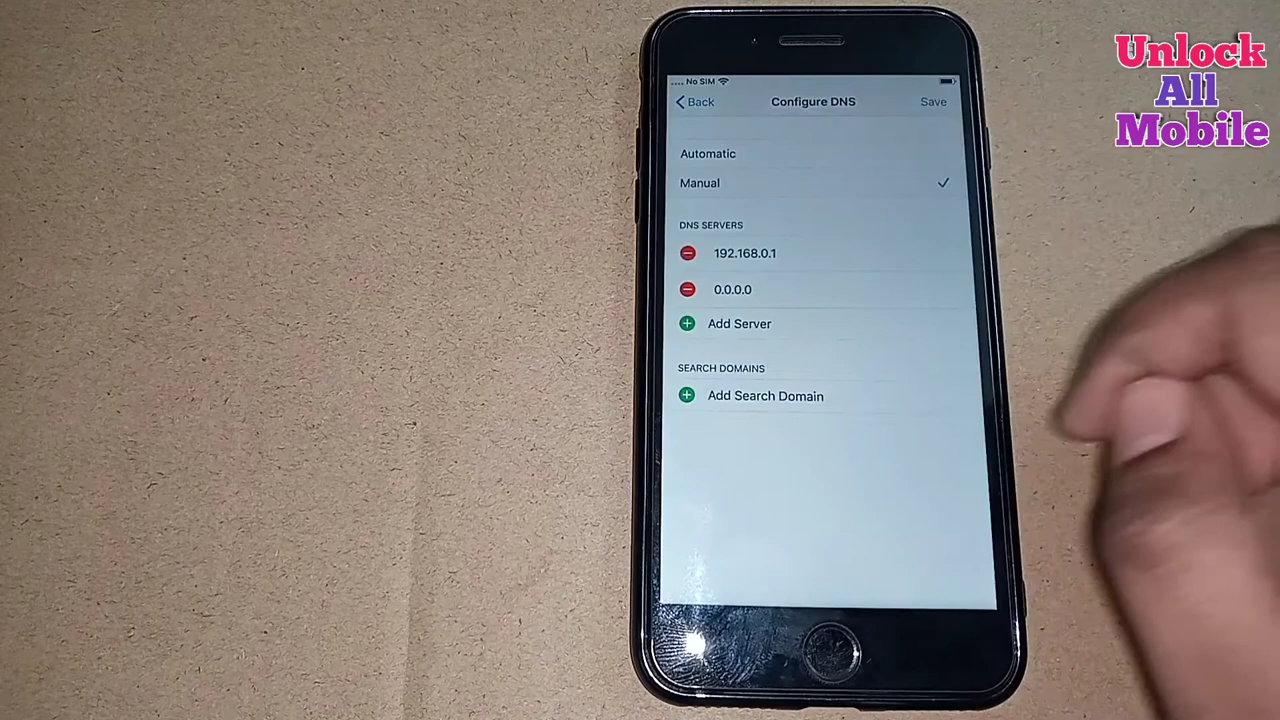 No SIM
Back
Configure DNS
Save
Automatic
Manual
DNS SERVERS
192.168.0.1
0.0.0.0
Add Server
SEARCH DOMAINS
Add Search Domain
Unlock
All
Mobile